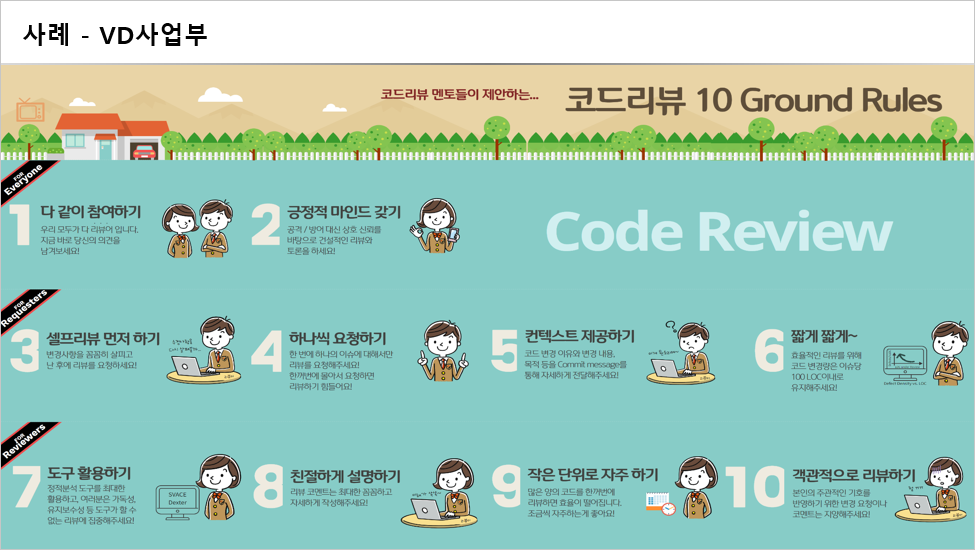 사례 - VD사업부
코드리뷰 멘토들이 제안하는...
코드리뷰 10 Ground Rules
FOR
Everyone
1
다 같이 참여하기
우리 모두가 다 리뷰어 입니다.
지금 바로 당신의 의견을
남겨보세요!
2
긍정적 마인드 갖기
공격 / 방어 대신 상호 신뢰를
바탕으로 건설적인 리뷰와
토론을 하세요!
Code Review
FOR
Requesters
3
셀프리뷰 먼저 하기
변경사항을 꼼꼼히 살피고
난 후에 리뷰를 요청하세요!
4
하나씩 요청하기
한 번에 하나의 이슈에 대해서만
리뷰를 요청해주세요!
한꺼번에 몰아서 요청하면
리뷰하기 힘들어요!
5
컨텍스트 제공하기
코드 변경 이유와 변경 내용,
목적 등을 Commit message를
통해 자세하게 전달해주세요!
6
짧게 짧게~
효율적인 리뷰를 위해
코드 변경량은 이슈당
100 LOC이내로
유지해주세요!
Defect Density vs. LOC
FOR
Reviewers
7
도구 활용하기
정적분석 도구를 최대한
활용하고, 여러분은 가독성,
유지보수성 등 도구가 할 수
없는 리뷰에 집중해주세요!
SVACE
Dexter
8
친절하게 설명하기
리뷰 코멘트는 최대한 꼼꼼하고
자세하게 작성해주세요!
9
작은 단위로 자주 하기
많은 양의 코드를 한꺼번에
리뷰하면 효율이 떨어집니다.
조금씩 자주하는게 좋아요!
10
객관적으로 리뷰하기
본인의 주관적인 기호를
반영하기 위한 변경 요청이나
코멘트는 지양해주세요!